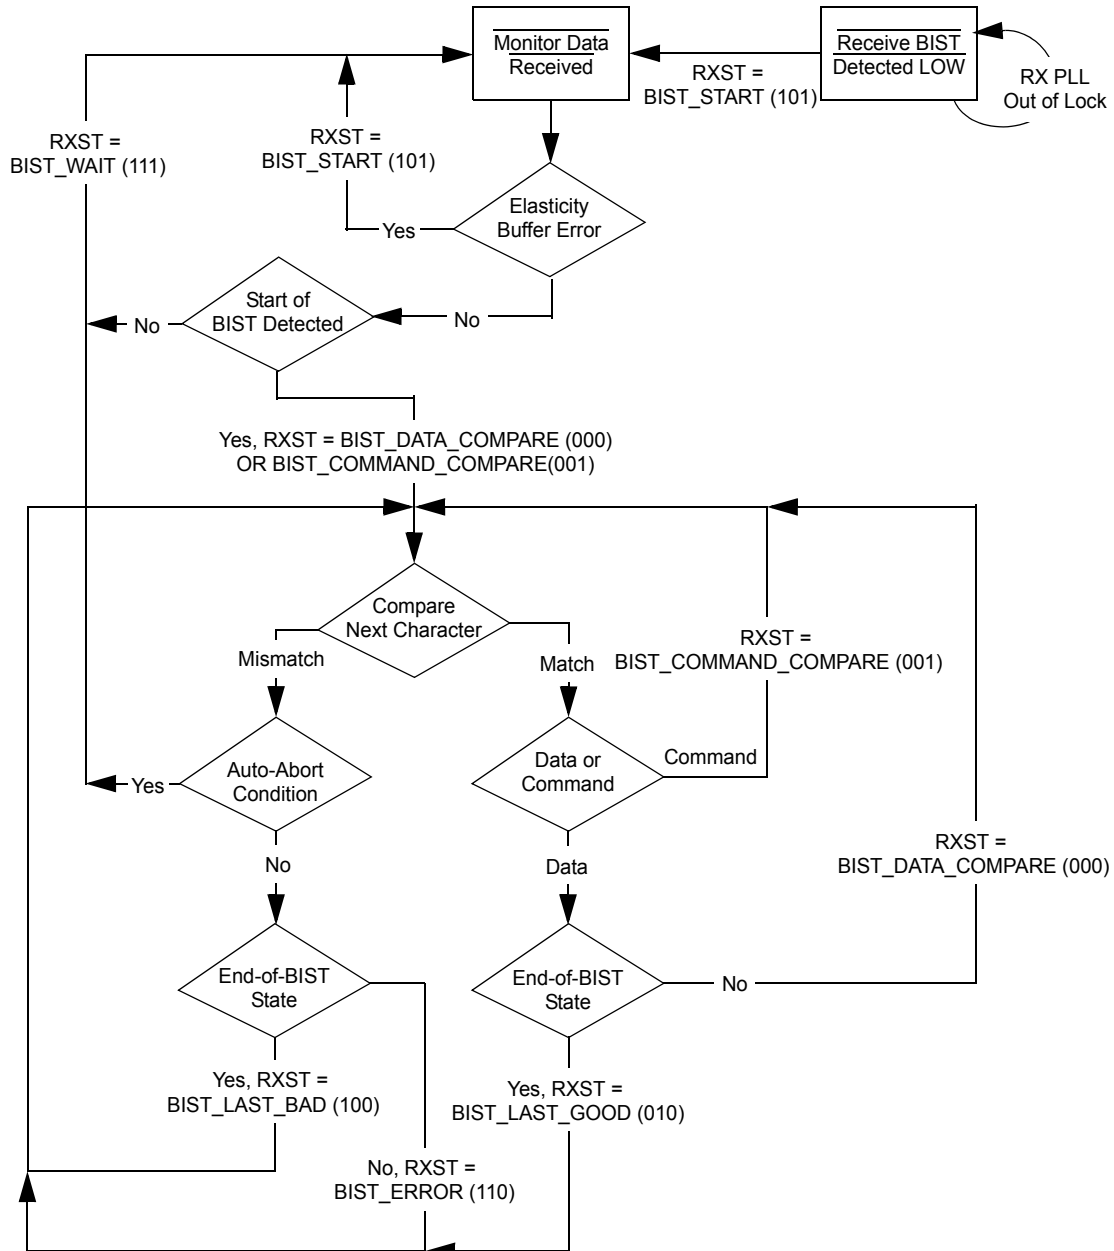 Monitor Data
Received
Receive BIST
Detected LOW
RX PLL
Out of Lock
RXST =
BIST_START (101)
RXST =
BIST_WAIT (111)
RXST =
BIST_START (101)
Elasticity
Buffer Error
Yes
Start of
BIST Detected
No
No
Yes, RXST = BIST_DATA_COMPARE (000)
OR BIST_COMMAND_COMPARE(001)
Compare
Next Character
Mismatch
Match
RXST =
BIST_COMMAND_COMPARE (001)
Auto-Abort
Condition
Yes
Data or
Command
Command
No
Data
RXST =
BIST_DATA_COMPARE (000)
End-of-BIST
State
End-of-BIST
State
No
Yes, RXST =
BIST_LAST_BAD (100)
Yes, RXST =
BIST_LAST_GOOD (010)
No, RXST =
BIST_ERROR (110)